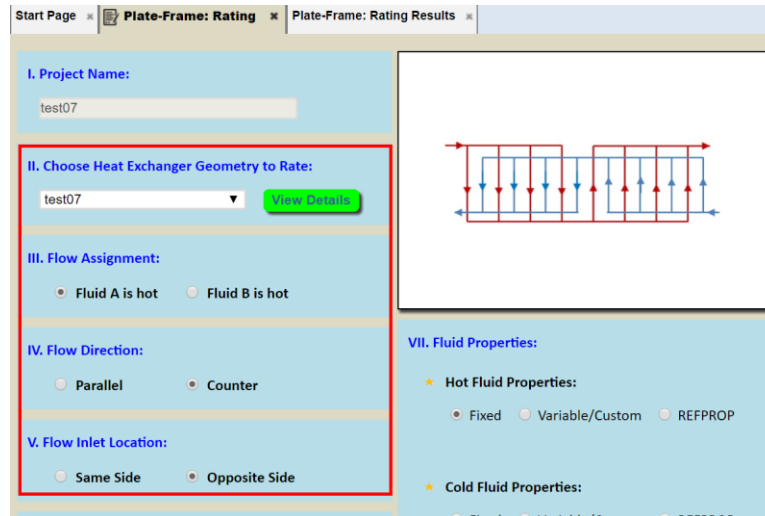 Start Page
Plate-Frame: Rating
Plate-Frame: Rating Results
I. Project Name:
test07
II. Choose Heat Exchanger Geometry to Rate:
test07
View Details
III. Flow Assignment:
Fluid A is hot
Fluid B is hot
IV. Flow Direction:
Parallel
Counter
V. Flow Inlet Location:
Same Side
Opposite Side
VII. Fluid Properties:
Hot Fluid Properties:
Fixed
Variable/Custom
REFPROP
Cold Fluid Properties: